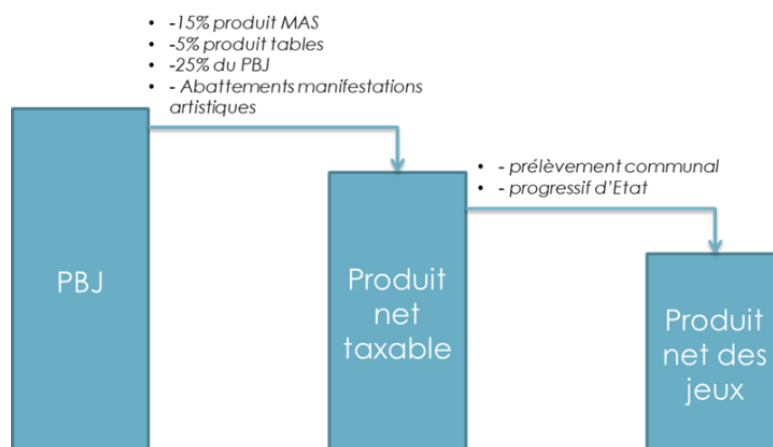 • -15% produit MAS
• -5% produit tables
• -25% du PBJ
• - Abattements manifestations
artistiques
• - prélèvement communal
• - progressif d'Etat
PBJ
Produit
net
taxable
Produit
net des
jeux